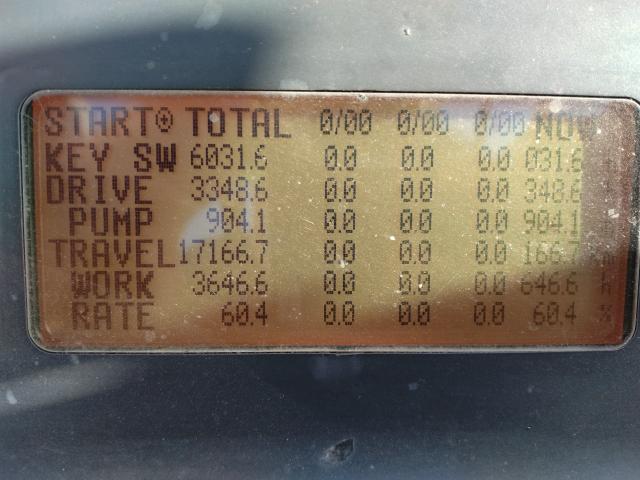 START⊕ TOTAL 0/00 0/00 0/00 NOW
KEY SW 6031.6 0.0 0.0 0.0 031.6 h
DRIVE 3348.6 0.0 0.0 0.0 348.6 h
PUMP 904.1 0.0 0.0 0.0 904.1 h
TRAVEL 17166.7 0.0 0.0 0.0 166.7 km
WORK 3646.6 0.0 0.0 0.0 646.6 h
RATE 60.4 0.0 0.0 0.0 60.4 %